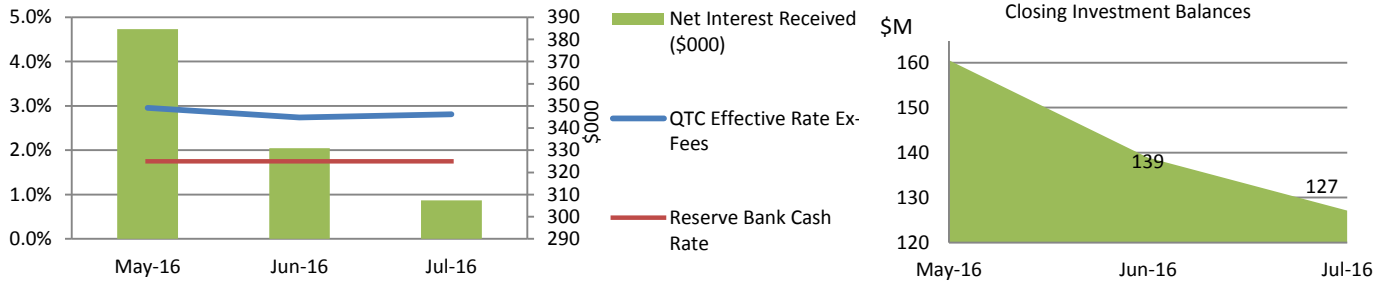 5.0%
4.0%
3.0%
2.0%
1.0%
0.0%
390
380
370
360
350
340
330
320
310
300
290
$000
May-16 Jun-16 Jul-16
Net Interest Received
($000)
QTC Effective Rate Ex-
Fees
Reserve Bank Cash
Rate
Closing Investment Balances
$M
160
150
140
130
120
139
127
May-16 Jun-16 Jul-16